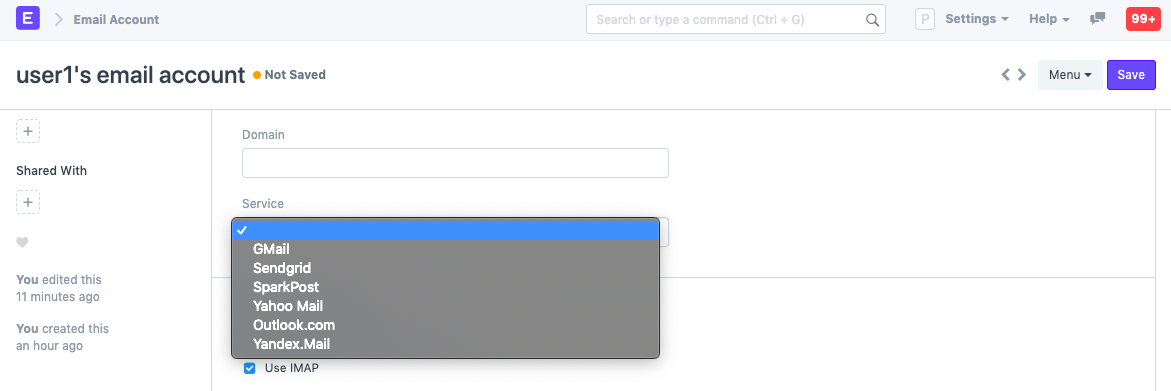 E Email Account Search or type a command (Ctrl + G) P Settings Help 99+
user1's email account Not Saved Menu Save
Domain
Shared With
Service
GMail
Sendgrid
SparkPost
Yahoo Mail
Outlook.com
Yandex.Mail
You edited this
11 minutes ago
You created this
an hour ago
Use IMAP